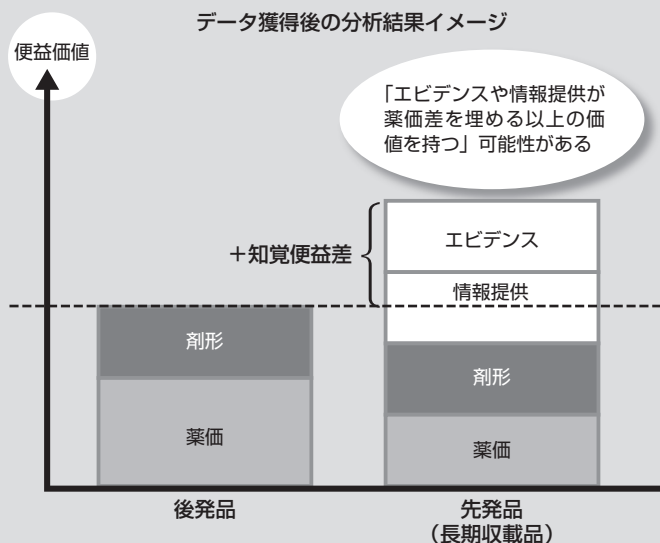 データ獲得後の分析結果イメージ
便益価値
「エビデンスや情報提供が
薬価差を埋める以上の価
値を持つ」可能性がある
+知覚便益差
エビデンス
情報提供
剤形
薬価
剤形
薬価
後発品
先発品
(長期収載品)